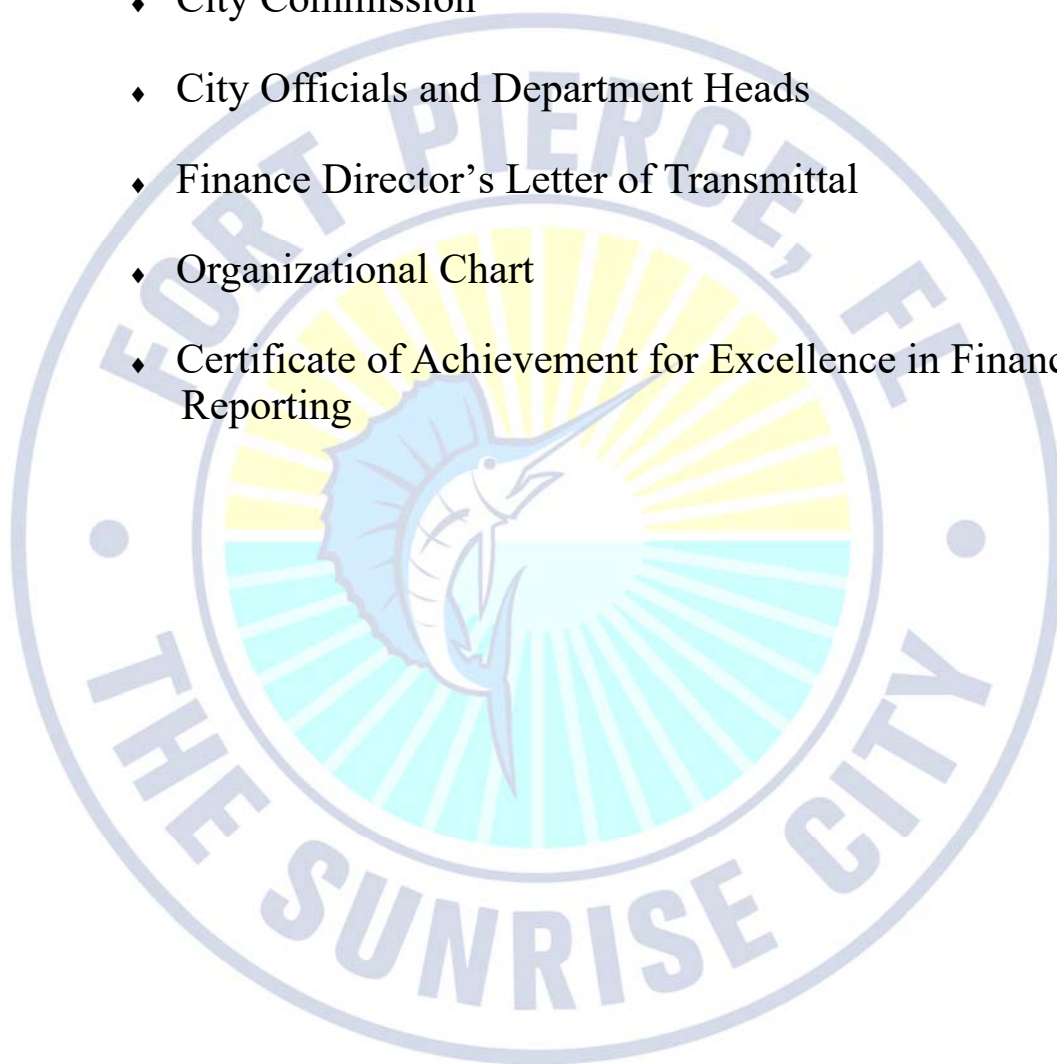 ♦ City Commission
♦ City Officials and Department Heads
♦ Finance Director’s Letter of Transmittal
♦ Organizational Chart
♦ Certificate of Achievement for Excellence in Financ
Reporting
FORT PIERCE, FL
THE SUNRISE CITY